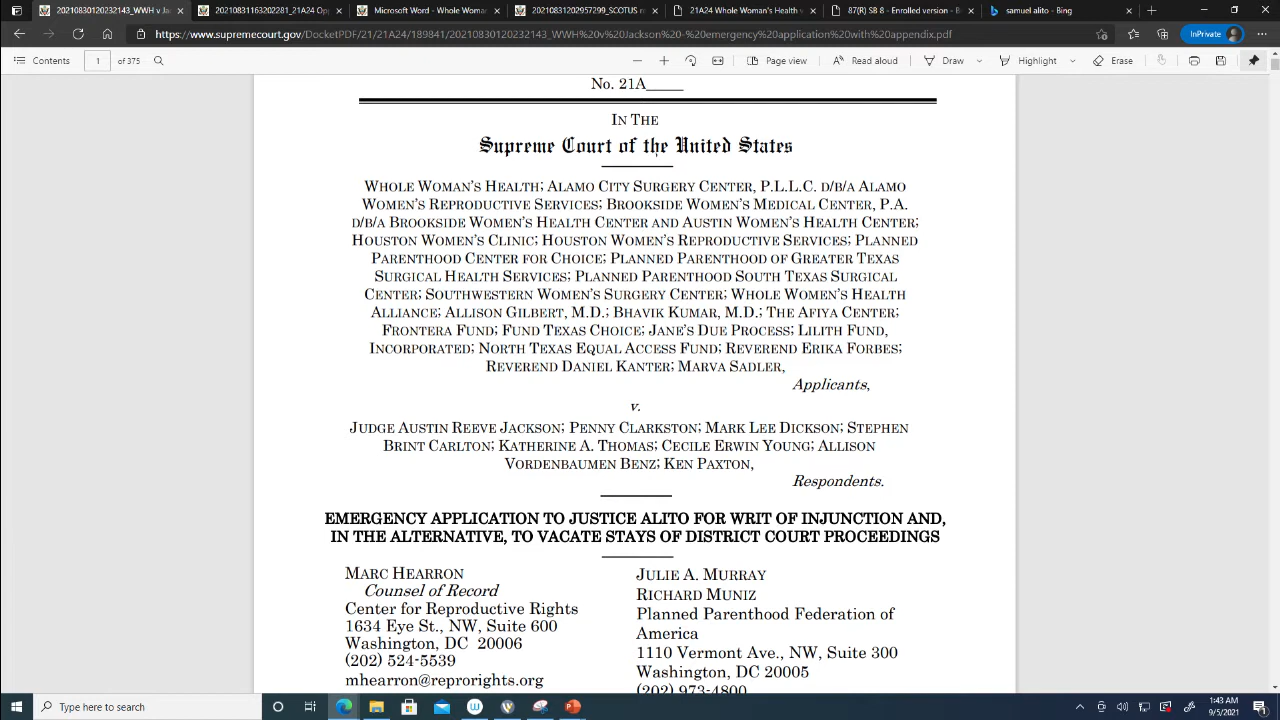 20210830120232143_WWH v Jac
20210831163202281_21A24 Opp
Microsoft Word - Whole Woma
20210831120957299_SCOTUS r
21A24 Whole Woman's Health v
87(R) SB 8 - Enrolled version - B
samuel alito - Bing
https://www.supremecourt.gov/DocketPDF/21/21A24/189841/20210830120232143_WWH%20v%20Jackson%20-%20emergency%20application%20with%20appendix.pdf
InPrivate
Contents
1 of 375
Page view
Read aloud
Draw
Highlight
Erase
No. 21A_____
IN THE
Supreme Court of the United States
WHOLE WOMAN'S HEALTH; ALAMO CITY SURGERY CENTER, P.L.L.C. D/B/A ALAMO
WOMEN'S REPRODUCTIVE SERVICES; BROOKSIDE WOMEN'S MEDICAL CENTER, P.A.
D/B/A BROOKSIDE WOMEN'S HEALTH CENTER AND AUSTIN WOMEN'S HEALTH CENTER;
HOUSTON WOMEN'S CLINIC; HOUSTON WOMEN'S REPRODUCTIVE SERVICES; PLANNED
PARENTHOOD CENTER FOR CHOICE; PLANNED PARENTHOOD OF GREATER TEXAS
SURGICAL HEALTH SERVICES; PLANNED PARENTHOOD SOUTH TEXAS SURGICAL
CENTER; SOUTHWESTERN WOMEN'S SURGERY CENTER; WHOLE WOMEN'S HEALTH
ALLIANCE; ALLISON GILBERT, M.D.; BHAVIK KUMAR, M.D.; THE AFIYA CENTER;
FRONTERA FUND; FUND TEXAS CHOICE; JANE'S DUE PROCESS; LILITH FUND,
INCORPORATED; NORTH TEXAS EQUAL ACCESS FUND; REVEREND ERIKA FORBES;
REVEREND DANIEL KANTER; MARVA SADLER,
Applicants,
v.
JUDGE AUSTIN REEVE JACKSON; PENNY CLARKSTON; MARK LEE DICKSON; STEPHEN
BRINT CARLTON; KATHERINE A. THOMAS; CECILE ERWIN YOUNG; ALLISON
VORDENBAUMEN BENZ; KEN PAXTON,
Respondents.
EMERGENCY APPLICATION TO JUSTICE ALITO FOR WRIT OF INJUNCTION AND,
IN THE ALTERNATIVE, TO VACATE STAYS OF DISTRICT COURT PROCEEDINGS
MARC HEARRON
Counsel of Record
Center for Reproductive Rights
1634 Eye St., NW, Suite 600
Washington, DC 20006
(202) 524-5539
mhearron@reprorights.org
JULIE A. MURRAY
RICHARD MUNIZ
Planned Parenthood Federation of
America
1110 Vermont Ave., NW, Suite 300
Washington, DC 20005
(202) 973-4800
Type here to search
1:48 AM
9/5/2021